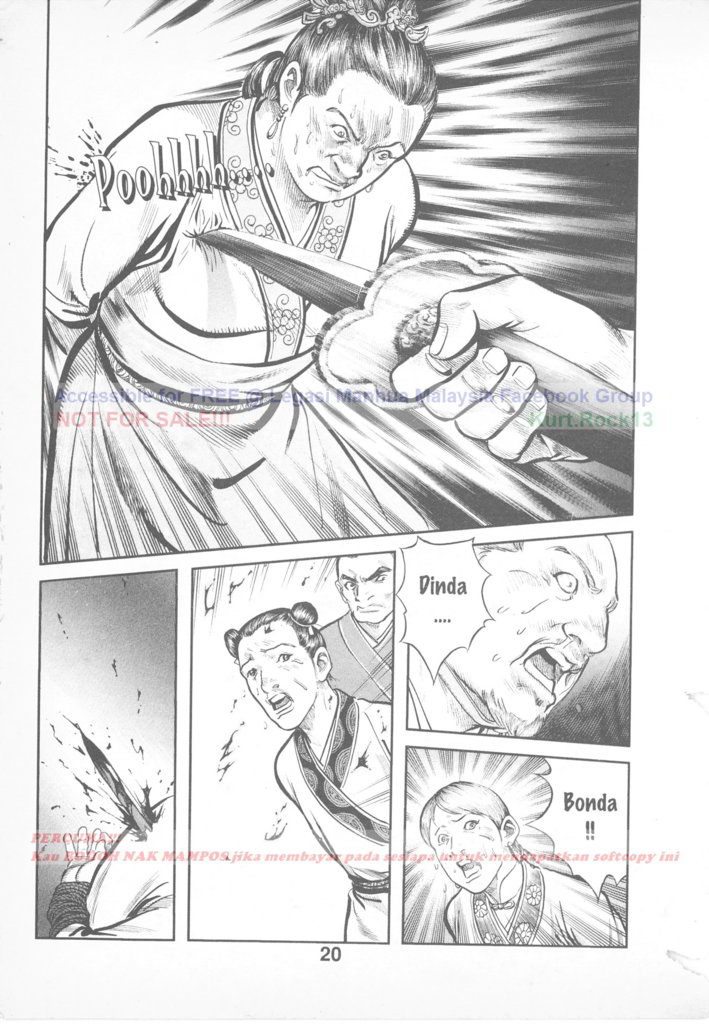 Poohhhh....
Accessible for FREE @ Legasi Manhua Malaysia Facebook Group
NOT FOR SALE!!!
Kurt.Rock13
Dinda
....
Bonda
!!
PERCUMA!!
Kau BODOH NAK MAMPOS jika membayar pada sesiapa untuk mendapatkan softcopy ini
20